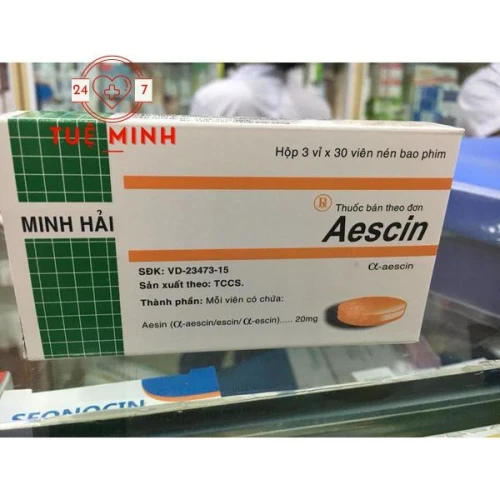 24 7
TUỆ MINH
Hộp 3 vỉ x 30 viên nén bao phim
MINH HẢI
Rx Thuốc bán theo đơn
Aescin
α-aescin
SĐK: VD-23473-15
Sản xuất theo: TCCS.
Thành phần: Mỗi viên có chứa:
Aesin (α-aescin/escin/α-escin)..... 20mg
SEONOCIN